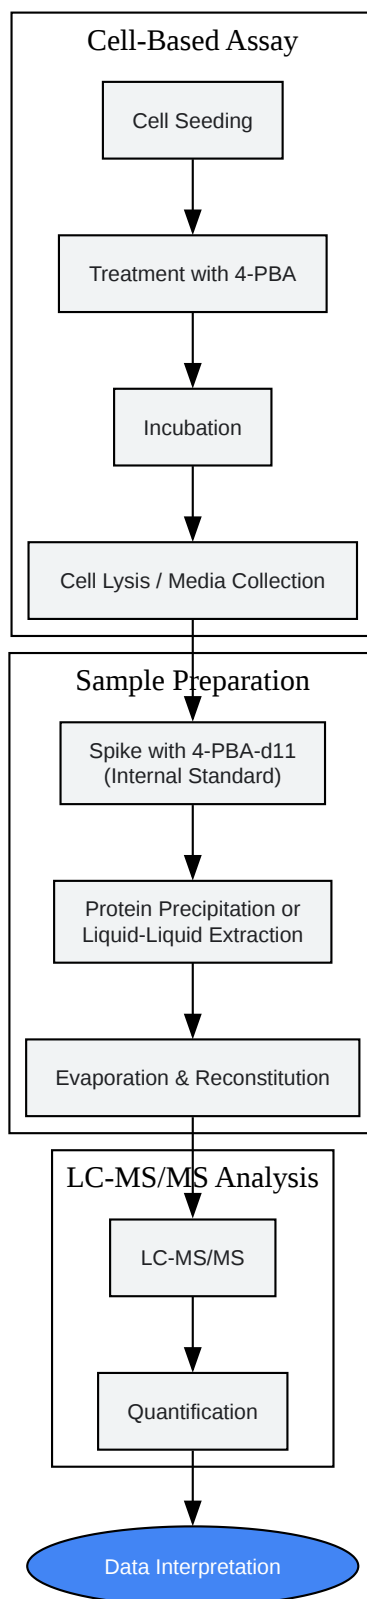 Cell-Based Assay
Cell Seeding
Treatment with 4-PBA
Incubation
Cell Lysis / Media Collection
Sample Preparation
Spike with 4-PBA-d11
(Internal Standard)
Protein Precipitation or
Liquid-Liquid Extraction
Evaporation & Reconstitution
LC-MS/MS Analysis
LC-MS/MS
Quantification
Data Interpretation